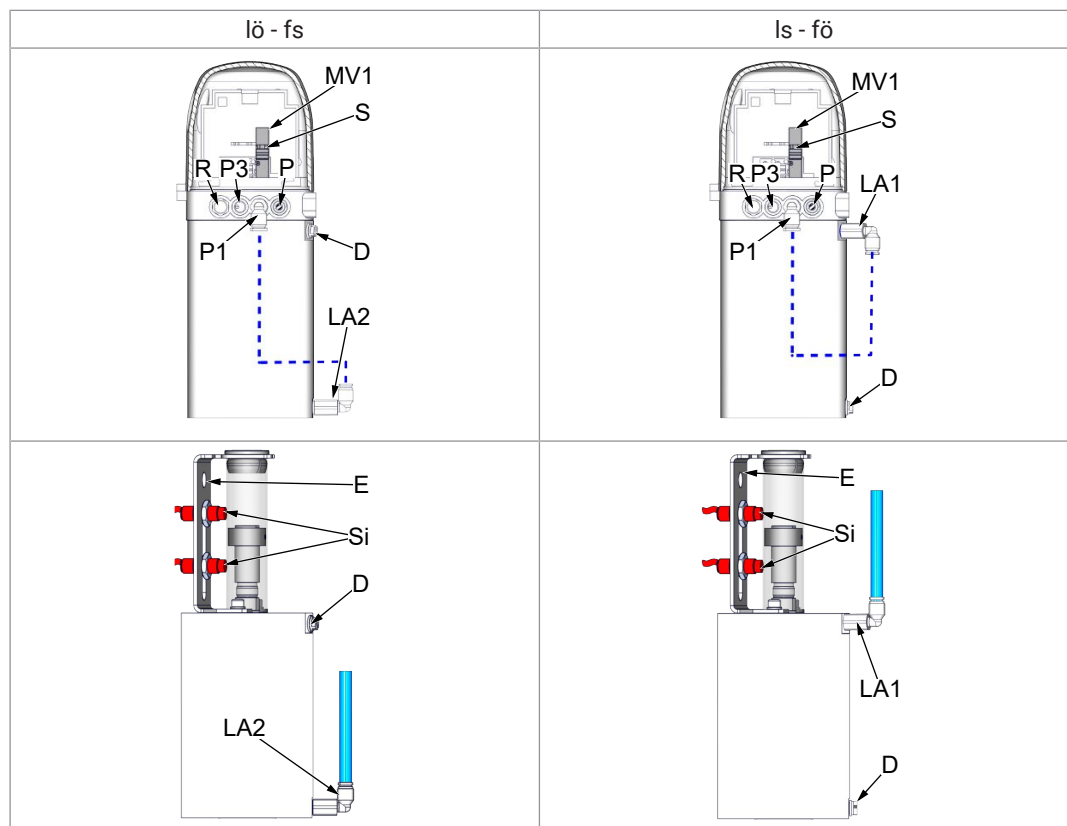 lö - fs
ls - fö
MV1
S
R P3 P
P1
D
LA2
MV1
S
R P3 P
LA1
P1
D
E
Si
D
LA2
E
Si
LA1
D